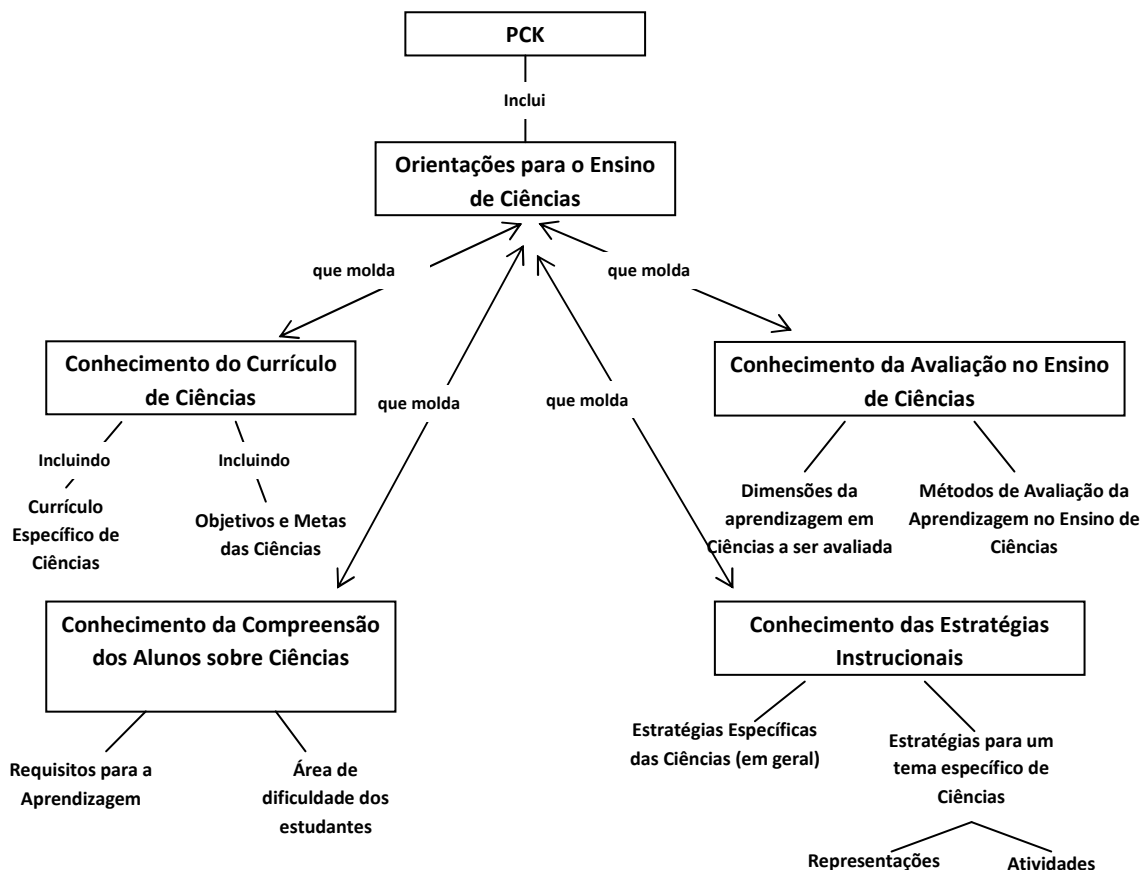 PCK
Inclui
Orientações para o Ensino
de Ciências
que molda
que molda
Conhecimento do Currículo
de Ciências
Conhecimento da Avaliação no Ensino
de Ciências
que molda
que molda
Incluindo
Incluindo
Currículo
Específico de
Ciências
Objetivos e Metas
das Ciências
Dimensões da
aprendizagem em
Ciências a ser avaliada
Métodos de Avaliação da
Aprendizagem no Ensino de
Ciências
Conhecimento da Compreensão
dos Alunos sobre Ciências
Conhecimento das Estratégias
Instrucionais
Requisitos para a
Aprendizagem
Área de
dificuldade dos
estudantes
Estratégias Específicas
das Ciências (em geral)
Estratégias para um
tema específico de
Ciências
Representações
Atividades